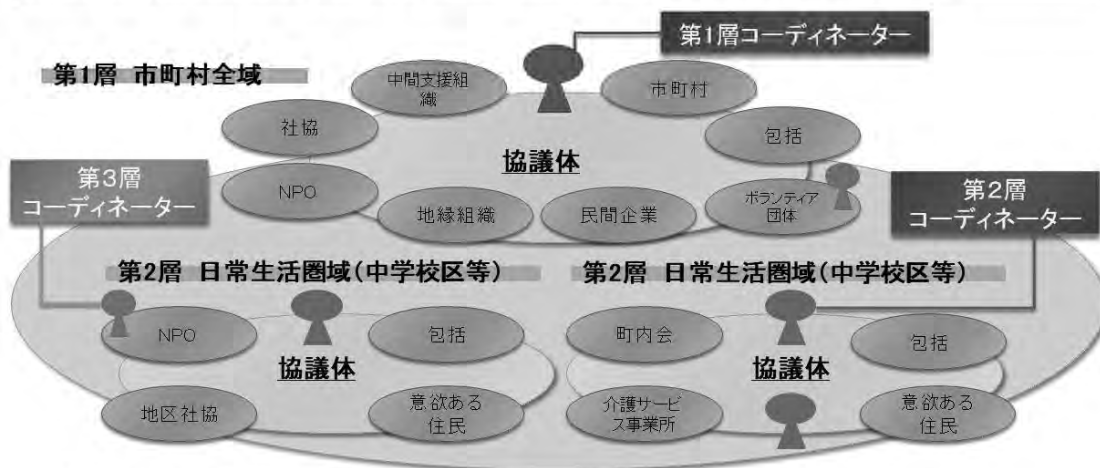 第1層コーディネーター
第1層 市町村全域
中間支援組
織
市町村
社協
包括
協議体
第3層
コーディネーター
NPO
ボランティア
団体
第2層
コーディネーター
地縁組織
民間企業
第2層 日常生活圏域(中学校区等)
第2層 日常生活圏域(中学校区等)
NPO
包括
協議体
地区社協
意欲ある
住民
町内会
包括
協議体
介護サービ
ス事業所
意欲ある
住民